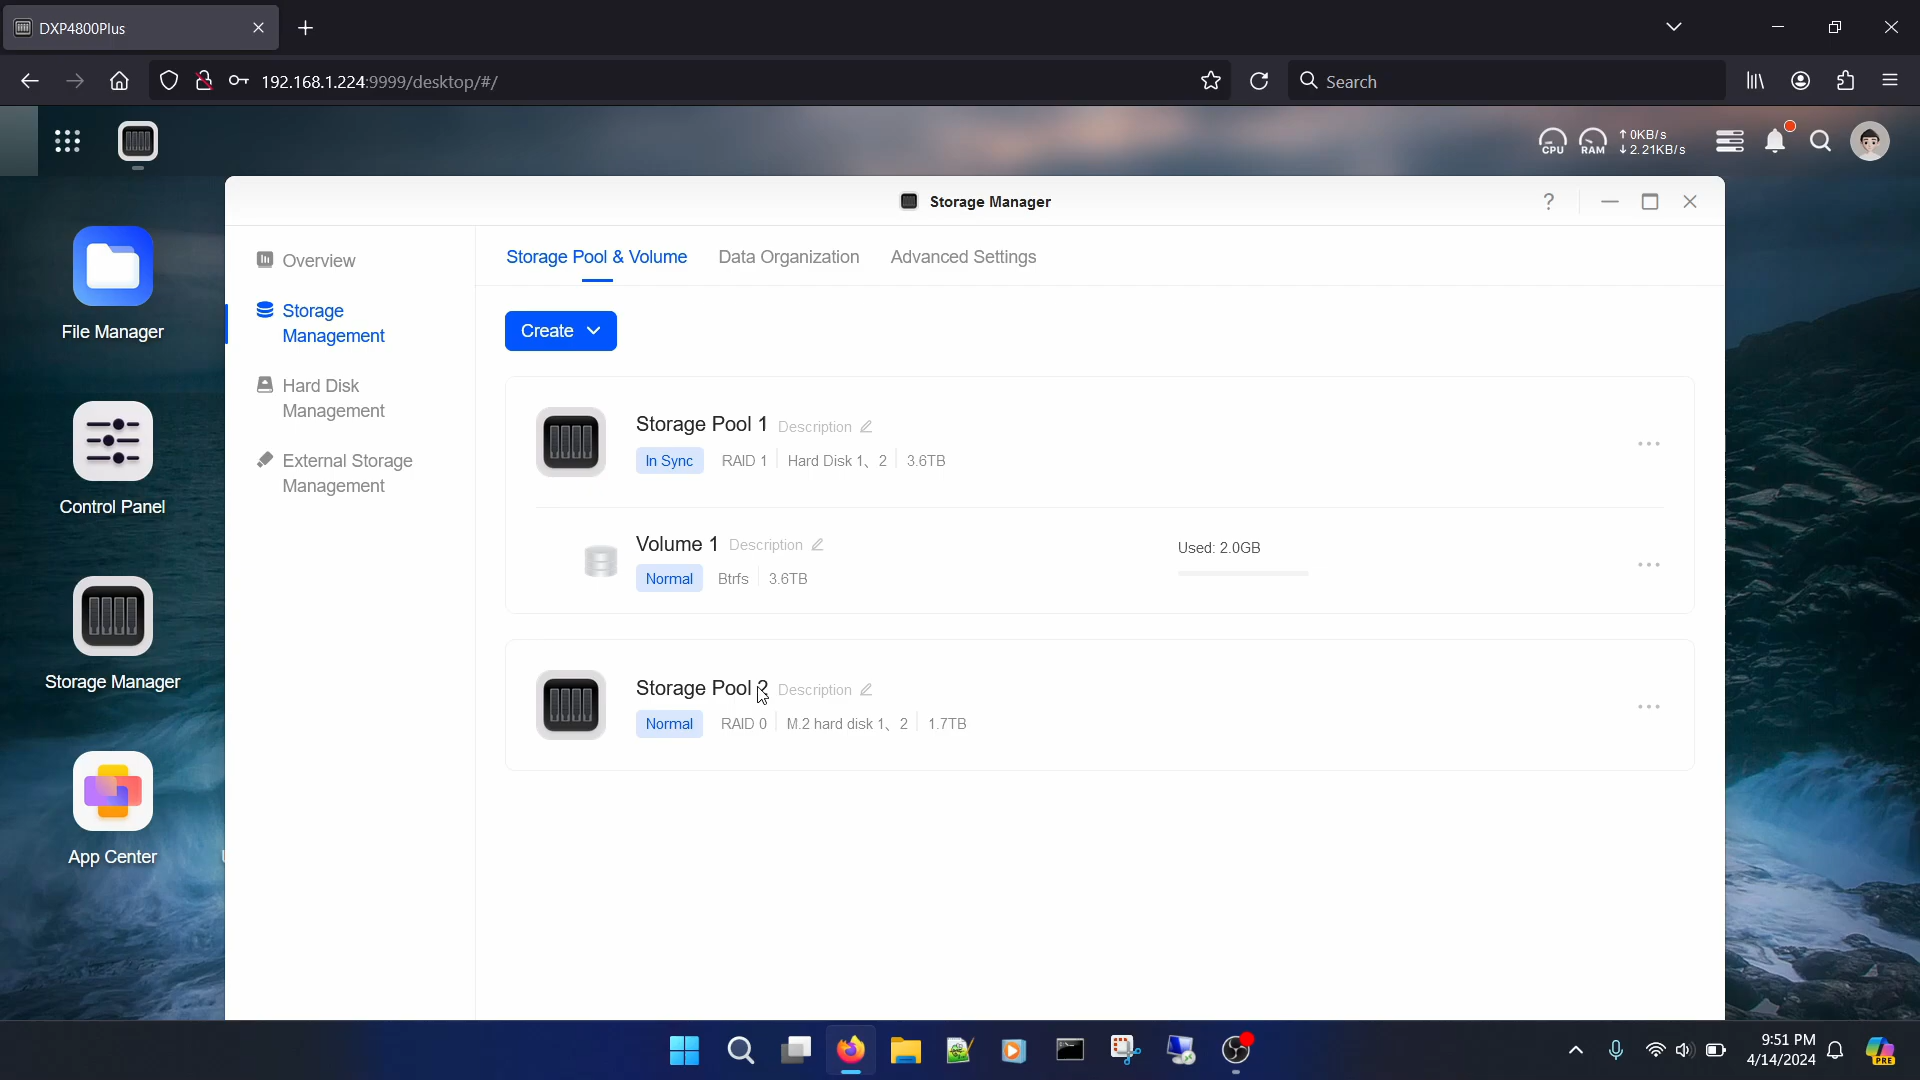 DXP4800Plus
192.168.1.224:9999/desktop/#/
Search
CPU
RAM
↑ 0KB/s
↓ 2.21KB/s
File Manager
Control Panel
Storage Manager
App Center
Storage Manager
?
Overview
Storage
Management
Hard Disk
Management
External Storage
Management
Storage Pool & Volume
Data Organization
Advanced Settings
Create
Storage Pool 1 Description
In Sync RAID 1 Hard Disk 1、2 3.6TB
Volume 1 Description
Normal Btrfs 3.6TB
Used: 2.0GB
Storage Pool 2 Description
Normal RAID 0 M.2 hard disk 1、2 1.7TB
9:51 PM
4/14/2024
PRE